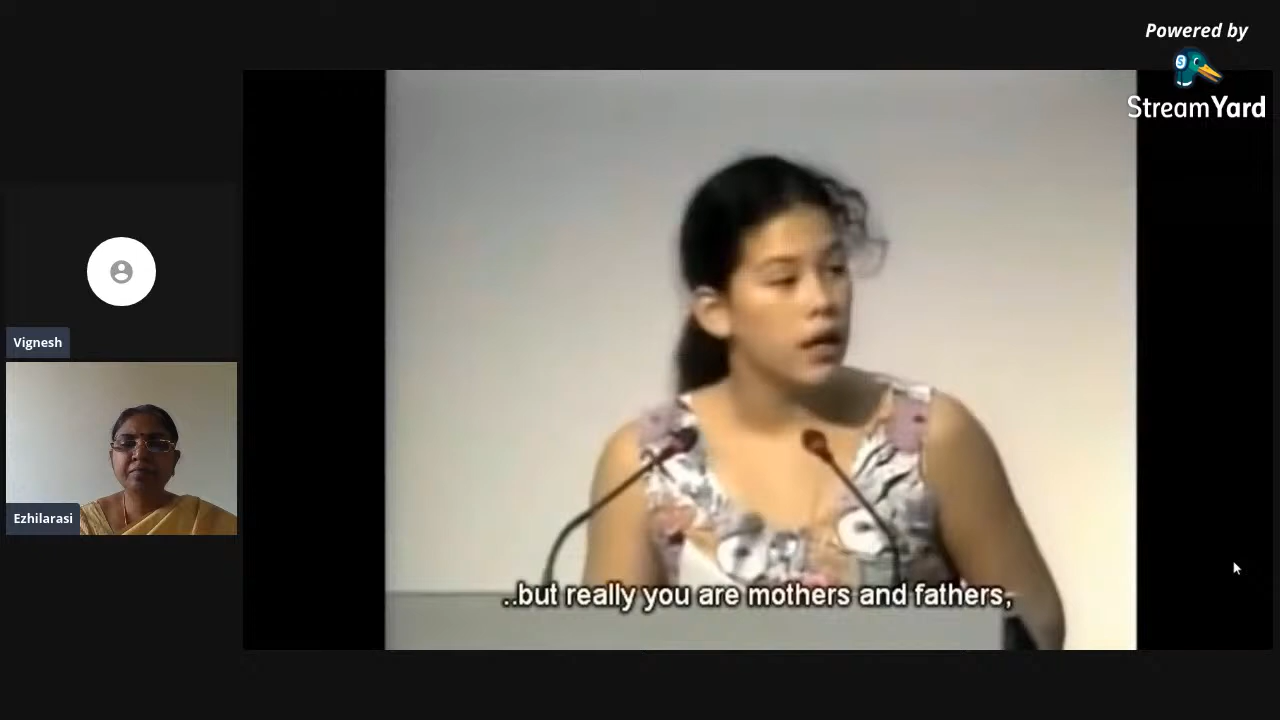 Powered by
StreamYard
Vignesh
Ezhilarasi
..but really you are mothers and fathers,